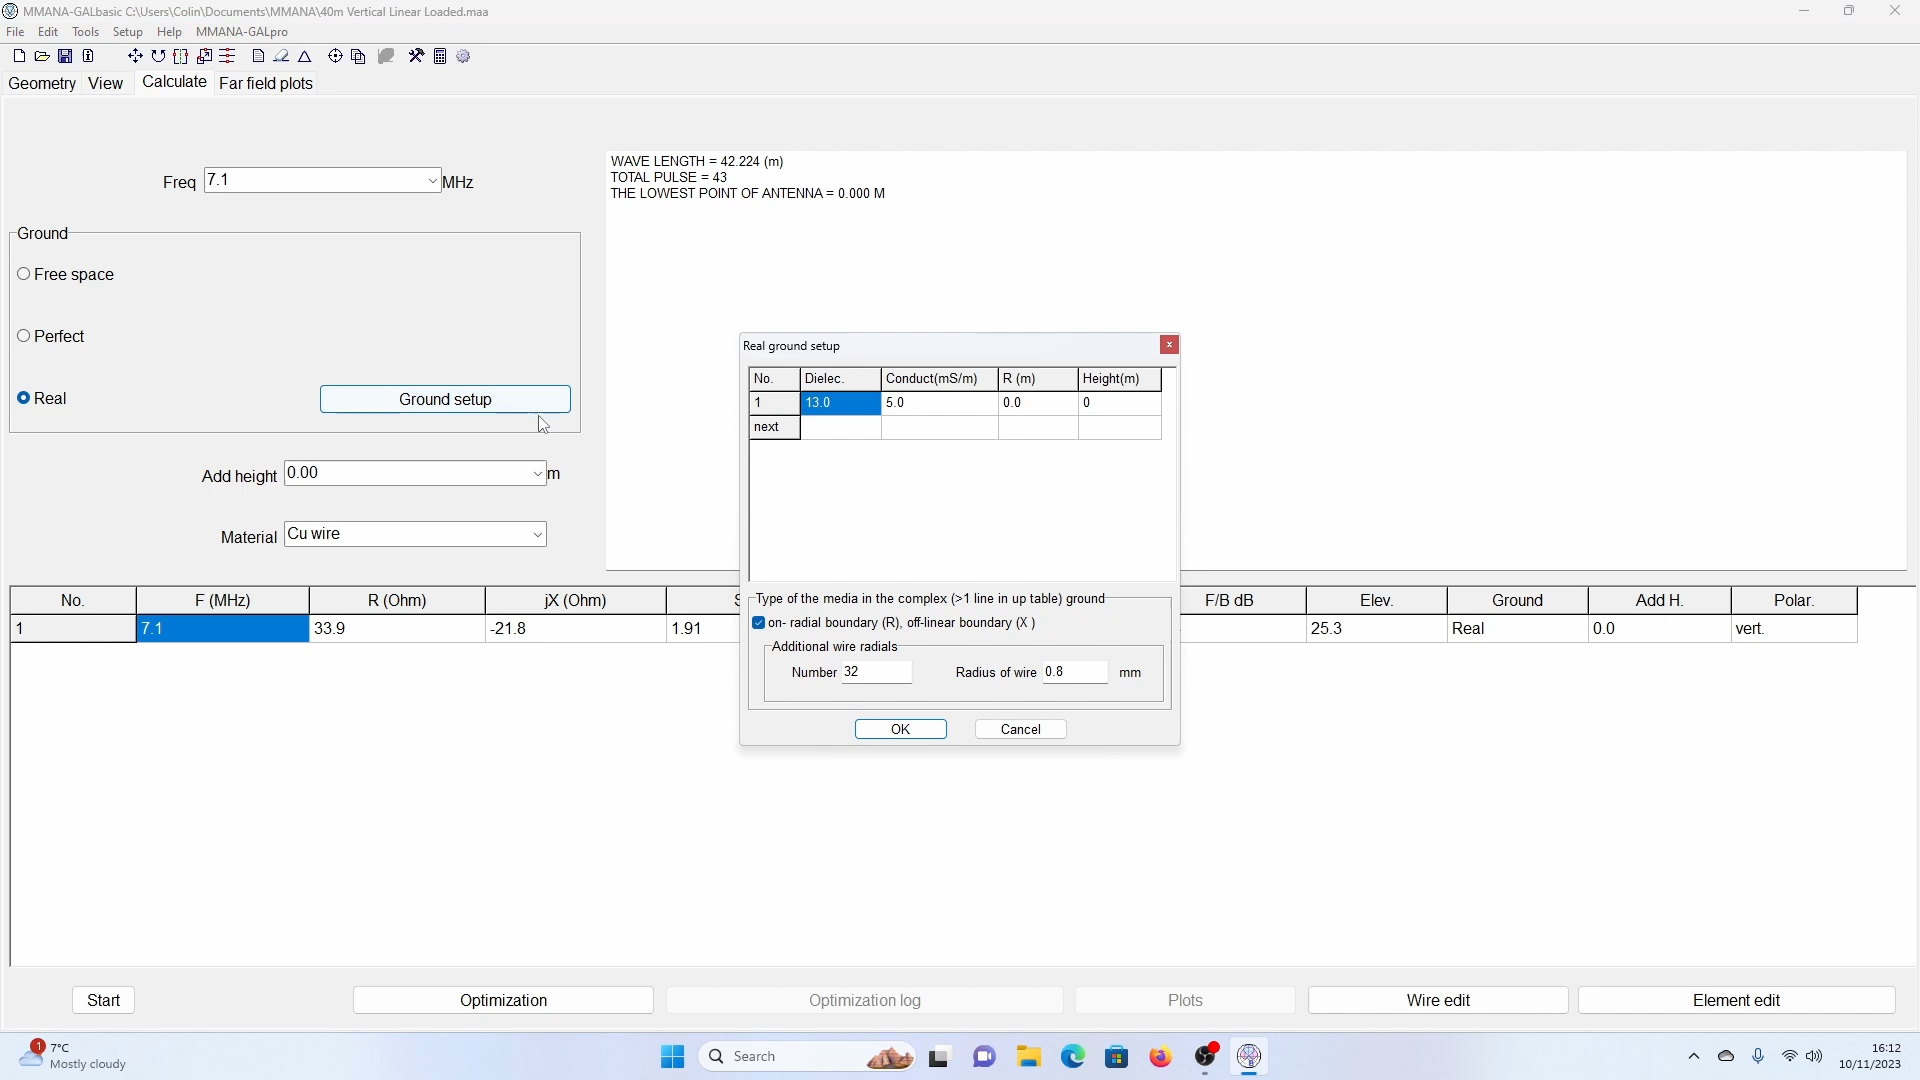 MMANA-GALbasic C:\Users\Colin\Documents\MMANA\40m Vertical Linear Loaded.maa
File Edit Tools Setup Help MMANA-GALpro
Geometry View Calculate Far field plots
Freq 7.1 MHz
Ground
Free space
Perfect
Real Ground setup
Add height 0.00 m
Material Cu wire
WAVE LENGTH = 42.224 (m)
TOTAL PULSE = 43
THE LOWEST POINT OF ANTENNA = 0.000 M
Real ground setup x
No. Dielec. Conduct(mS/m) R (m) Height(m)
1 13.0 5.0 0.0 0
next
Type of the media in the complex (>1 line in up table) ground
on- radial boundary (R), off-linear boundary (X )
Additional wire radials
Number 32 Radius of wire 0.8 mm
OK Cancel
No. F (MHz) R (Ohm) jX (Ohm) F/B dB Elev. Ground Add H. Polar.
1 7.1 33.9 -21.8 1.91 25.3 Real 0.0 vert.
Start Optimization Optimization log Plots Wire edit Element edit
1 7°C
Mostly cloudy
Search
16:12
10/11/2023